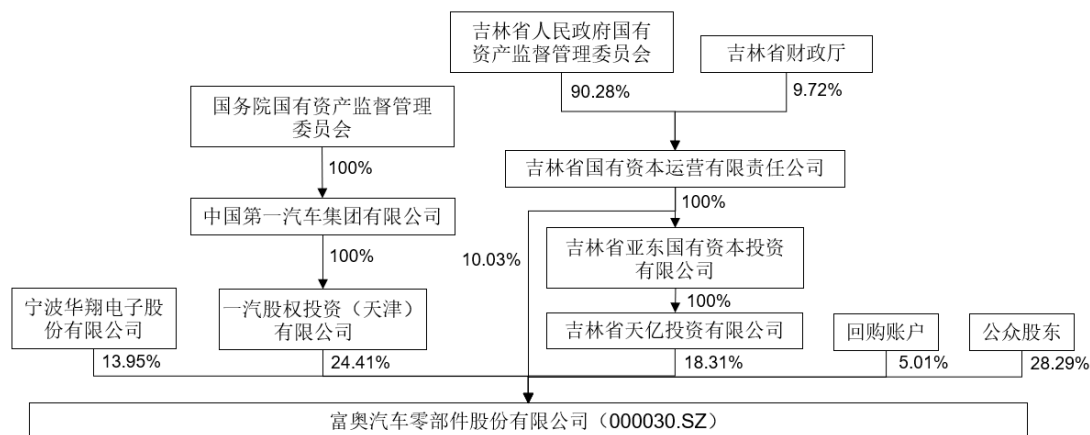 吉林省人民政府国有
资产监督管理委员会
吉林省财政厅
90.28%
9.72%
国务院国有资产监督管理
委员会
100%
吉林省国有资本运营有限责任公司
100%
中国第一汽车集团有限公司
100%
10.03%
吉林省亚东国有资本投资
有限公司
100%
宁波华翔电子股
份有限公司
一汽股权投资（天津）
有限公司
吉林省天亿投资有限公司
回购账户
公众股东
13.95%
24.41%
18.31%
5.01%
28.29%
富奥汽车零部件股份有限公司（000030.SZ）